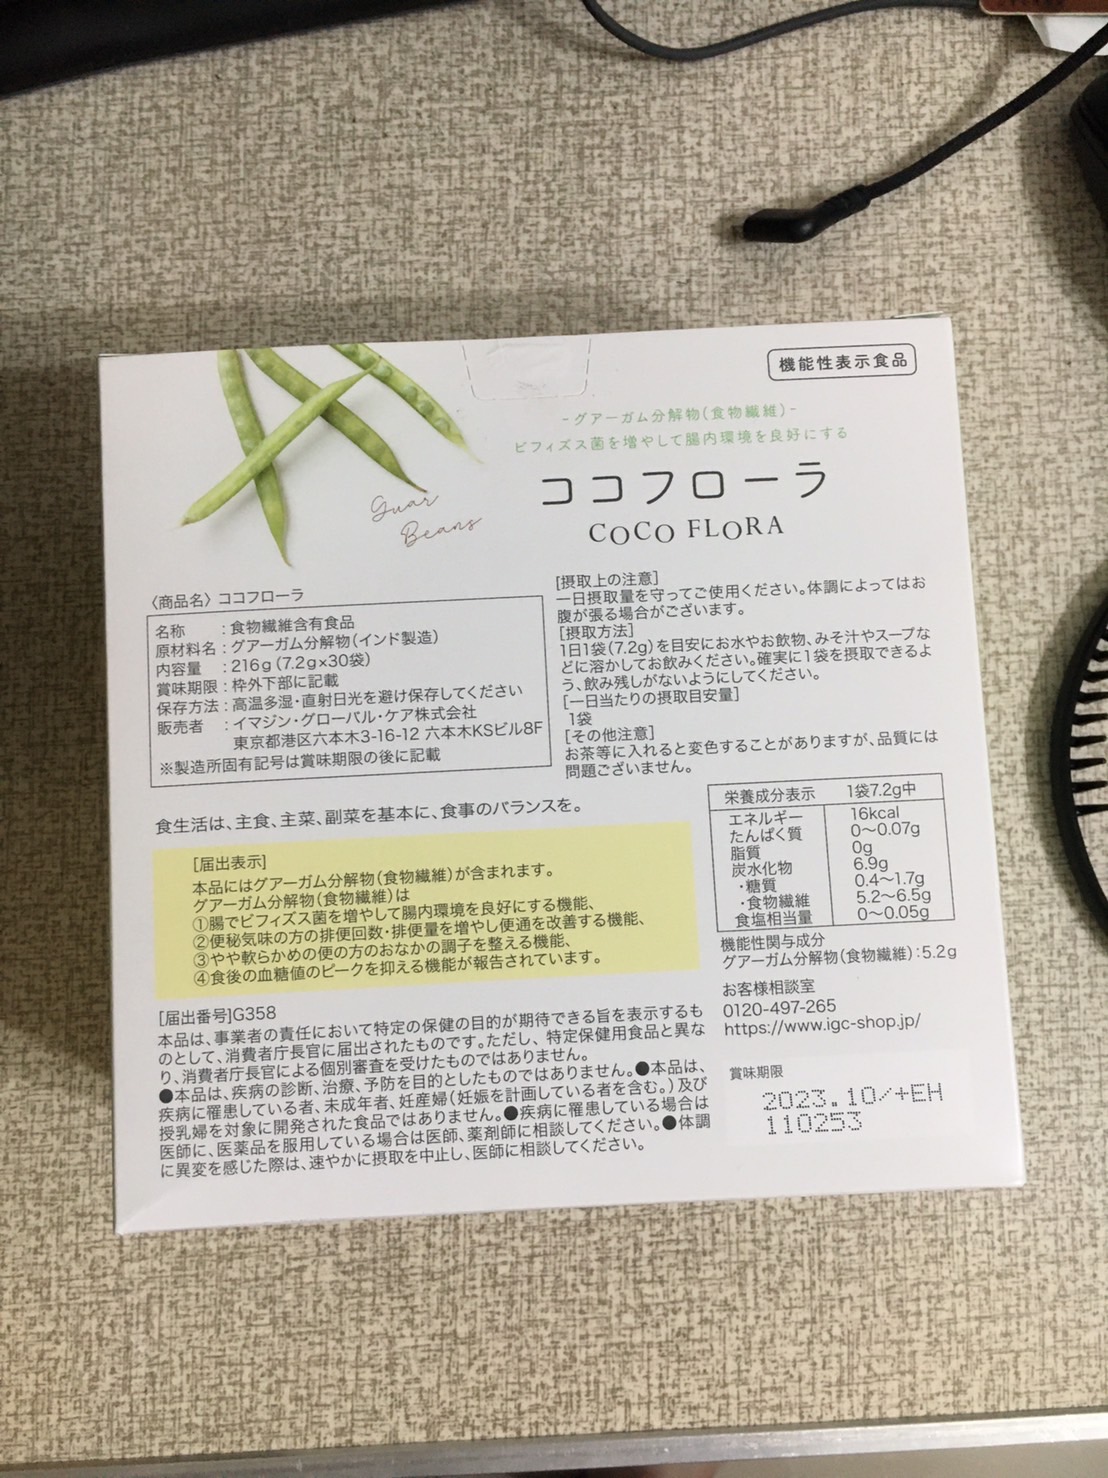 機能性表示食品
-グアーガム分解物(食物繊維)-
ビフィズス菌を増やして腸内環境を良好にする
ココフローラ
COCO FLORA
Guar
Beans
〈商品名〉ココフローラ
名称　　：食物繊維含有食品
原材料名：グアーガム分解物(インド製造)
内容量　：216g(7.2g×30袋)
賞味期限：枠外下部に記載
保存方法：高温多湿・直射日光を避け保存してください
販売者　：イマジン・グローバル・ケア株式会社
東京都港区六本木3-16-12 六本木KSビル8F
※製造所固有記号は賞味期限の後に記載
[摂取上の注意]
一日摂取量を守ってご使用ください。体調によってはお
腹が張る場合がございます。
[摂取方法]
1日1袋(7.2g)を目安にお水やお飲物、みそ汁やスープな
どに溶かしてお飲みください。確実に1袋を摂取できるよ
う、飲み残しがないようにしてください。
[一日当たりの摂取目安量]
1袋
[その他注意]
お茶等に入れると変色することがありますが、品質には
問題ございません。
食生活は、主食、主菜、副菜を基本に、食事のバランスを。
[届出表示]
本品にはグアーガム分解物(食物繊維)が含まれます。
グアーガム分解物(食物繊維)は
①腸でビフィズス菌を増やして腸内環境を良好にする機能、
②便秘気味の方の排便回数・排便量を増やし便通を改善する機能、
③やや軟らかめの便の方のおなかの調子を整える機能、
④食後の血糖値のピークを抑える機能が報告されています。
栄養成分表示　1袋7.2g中
エネルギー　16kcal
たんぱく質　0〜0.07g
脂質　0g
炭水化物　6.9g
・糖質　0.4〜1.7g
・食物繊維　5.2〜6.5g
食塩相当量　0〜0.05g
機能性関与成分
グアーガム分解物(食物繊維)：5.2g
お客様相談室
0120-497-265
https://www.igc-shop.jp/
[届出番号]G358
本品は、事業者の責任において特定の保健の目的が期待できる旨を表示するも
のとして、消費者庁長官に届出されたものです。ただし、特定保健用食品と異な
り、消費者庁長官による個別審査を受けたものではありません。
●本品は、疾病の診断、治療、予防を目的としたものではありません。●本品は、
疾病に罹患している者、未成年者、妊産婦(妊娠を計画している者を含む。)及び
授乳婦を対象に開発された食品ではありません。●疾病に罹患している場合は
医師に、医薬品を服用している場合は医師、薬剤師に相談してください。●体調
に異変を感じた際は、速やかに摂取を中止し、医師に相談してください。
賞味期限
2023.10/+EH
110253